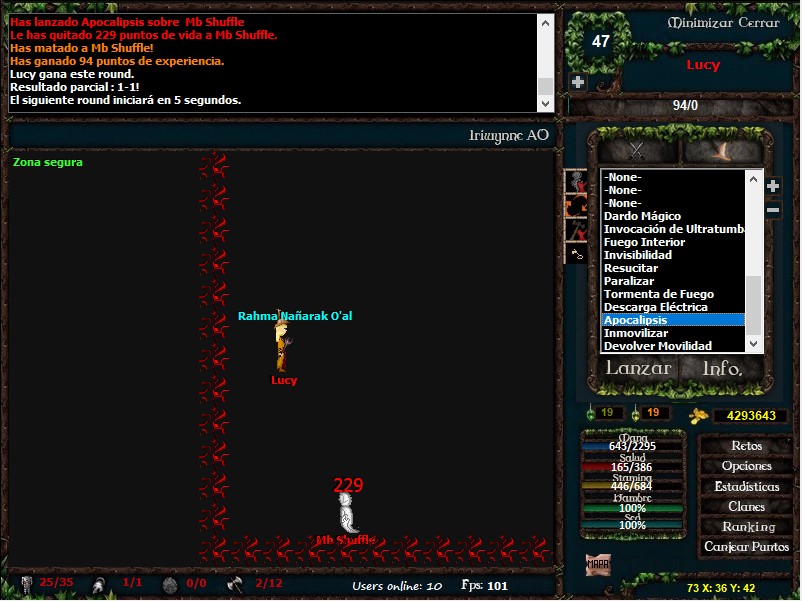 Has lanzado Apocalipsis sobre  Mb Shuffle
Le has quitado 229 puntos de vida a Mb Shuffle.
Has matado a Mb Shuffle!
Has ganado 94 puntos de experiencia.
Lucy gana este round.
Resultado parcial : 1-1!
El siguiente round iniciará en 5 segundos.
47
Minimizar Cerrar
Lucy
94/0
Iriwynne AO
Zona segura
Rahma Nañarak O'al
Lucy
229
Mb Shuffle
-None-
-None-
-None-
Dardo Mágico
Invocación de Ultratumba
Fuego Interior
Invisibilidad
Resucitar
Paralizar
Tormenta de Fuego
Descarga Eléctrica
Apocalipsis
Inmovilizar
Devolver Movilidad
Lanzar
Info.
19
19
4293643
Mana
643/2295
Salud
165/386
Stamina
446/684
Hambre
100%
Sed
100%
Retos
Opciones
Estadísticas
Clanes
Ranking
Canjear Puntos
MAPA
25/35
1/1
0/0
2/12
Users online: 10
Fps: 101
73 X: 36 Y: 42